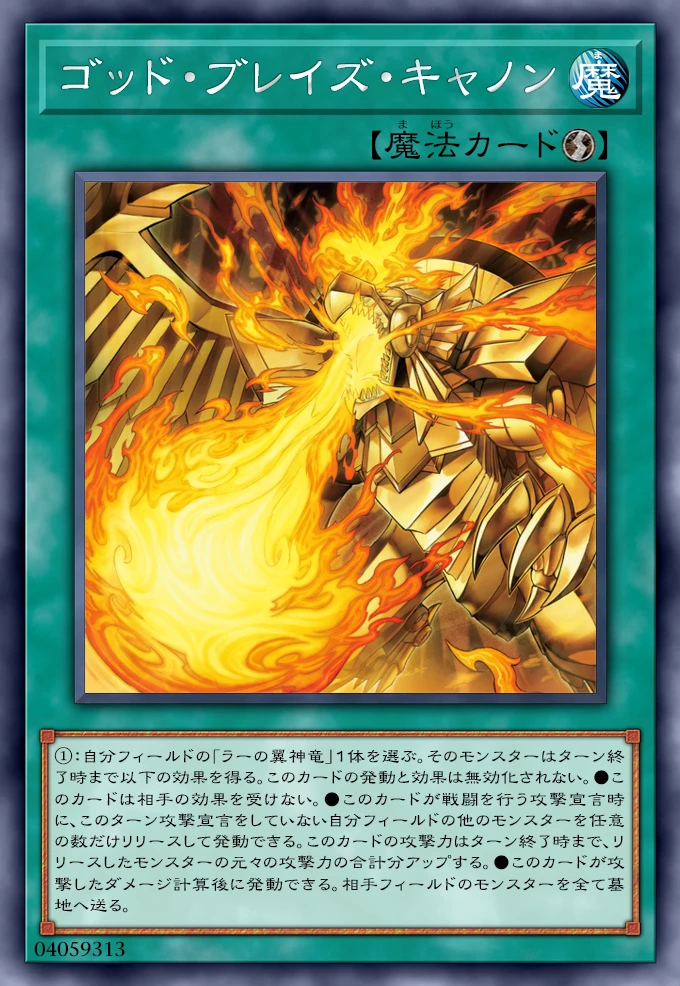 ゴッド・ブレイズ・キャノン 魔
【魔法カード】
①：自分フィールドの「ラーの翼神竜」1体を選ぶ。そのモンスターはターン終
了時まで以下の効果を得る。このカードの発動と効果は無効化されない。●こ
のカードは相手の効果を受けない。●このカードが戦闘を行う攻撃宣言時
に、このターン攻撃宣言をしていない自分フィールドの他のモンスターを任意
の数だけリリースして発動できる。このカードの攻撃力はターン終了時まで、リ
リースしたモンスターの元々の攻撃力の合計分アップする。●このカードが攻
撃したダメージ計算後に発動できる。相手フィールドのモンスターを全て墓
地へ送る。
04059313